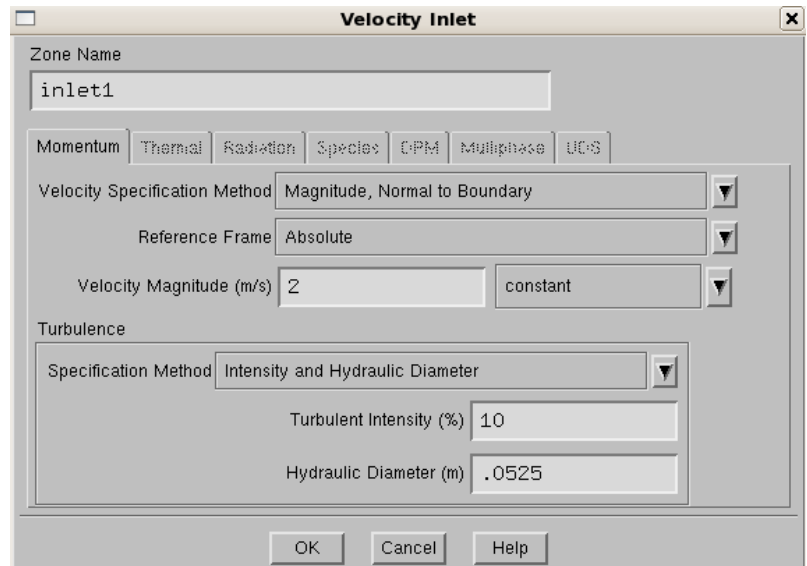 Velocity Inlet
Zone Name
inlet1
Momentum Thermal Radiation Species DPM Multiphase UDS
Velocity Specification Method Magnitude, Normal to Boundary
Reference Frame Absolute
Velocity Magnitude (m/s) 2 constant
Turbulence
Specification Method Intensity and Hydraulic Diameter
Turbulent Intensity (%) 10
Hydraulic Diameter (m) .0525
OK Cancel Help